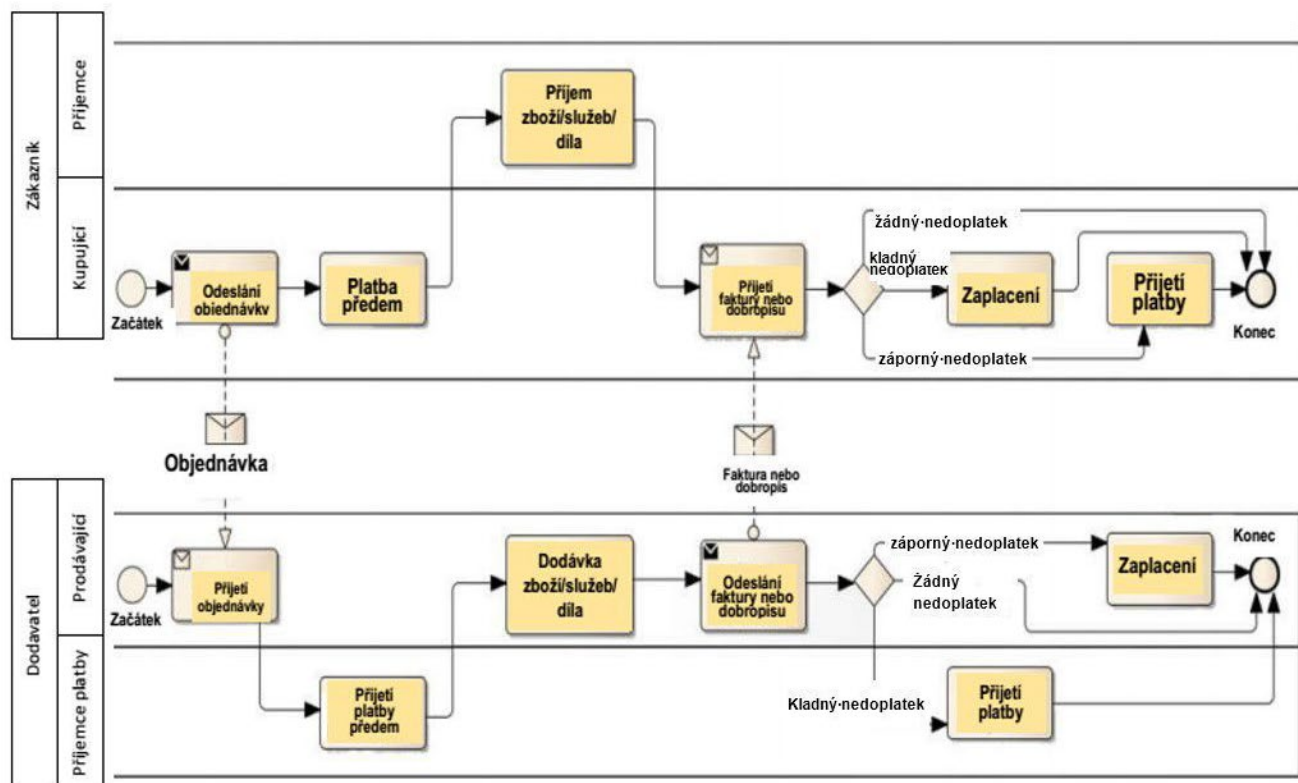 Zákazník
Příjemce
Kupující
Příjem
zboží/služeb/
díla
Začátek
Odeslání
obiednávkv
Platba
předem
Přijetí
faktury nebo
dobropisu
žádný·nedoplatek
kladný
nedoplatek
záporný·nedoplatek
Zaplacení
Přijetí
platby
Konec
Objednávka
Faktura nebo
dobropis
Dodavatel
Prodávající
Příjemce platby
Začátek
Přijetí
objednávky
Přijetí
platby
předem
Dodávka
zboží/služeb/
díla
Odeslání
faktury nebo
dobropisu
záporný·nedoplatek
Žádný
nedoplatek
Kladný·nedoplatek
Zaplacení
Přijetí
platby
Konec